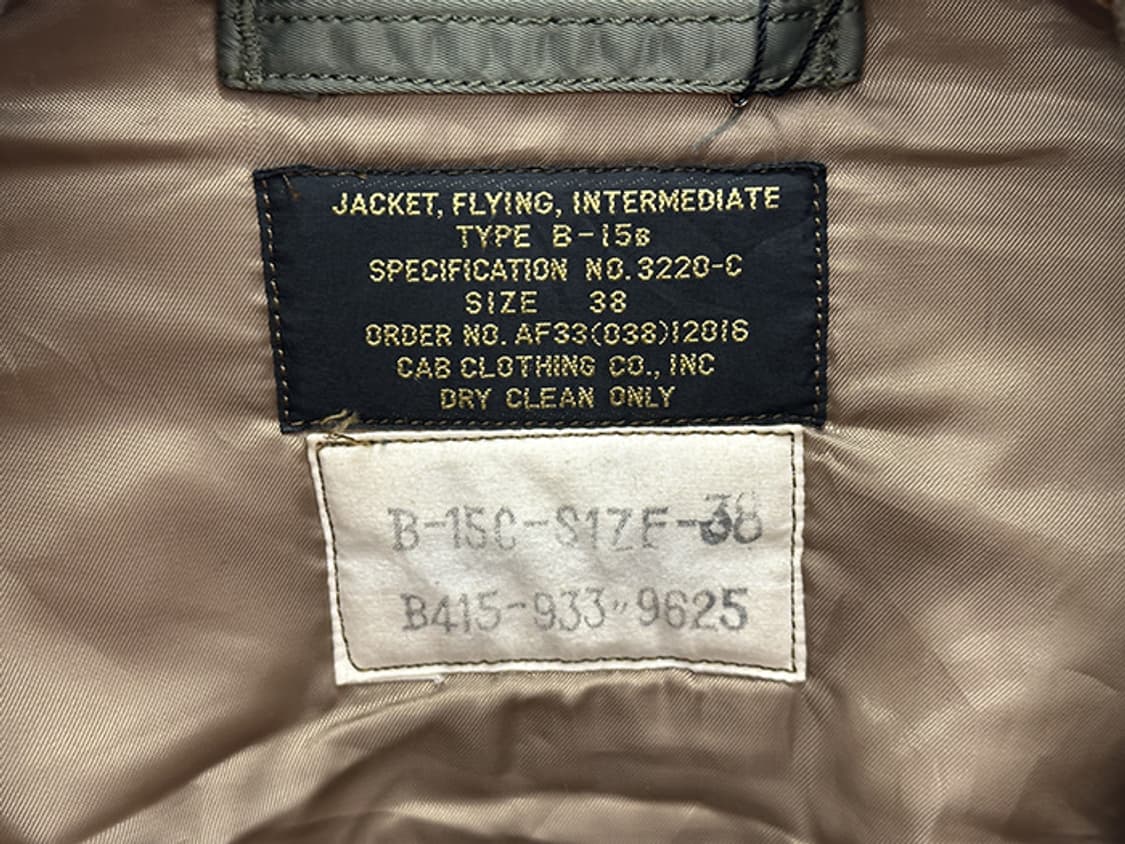 JACKET, FLYING, INTERMEDIATE
TYPE B-15B
SPECIFICATION NO. 3220-C
SIZE 38
ORDER NO. AF33(038)12016
CAB CLOTHING CO., INC
DRY CLEAN ONLY
B-15C-SIZE-38
B415-933"9625